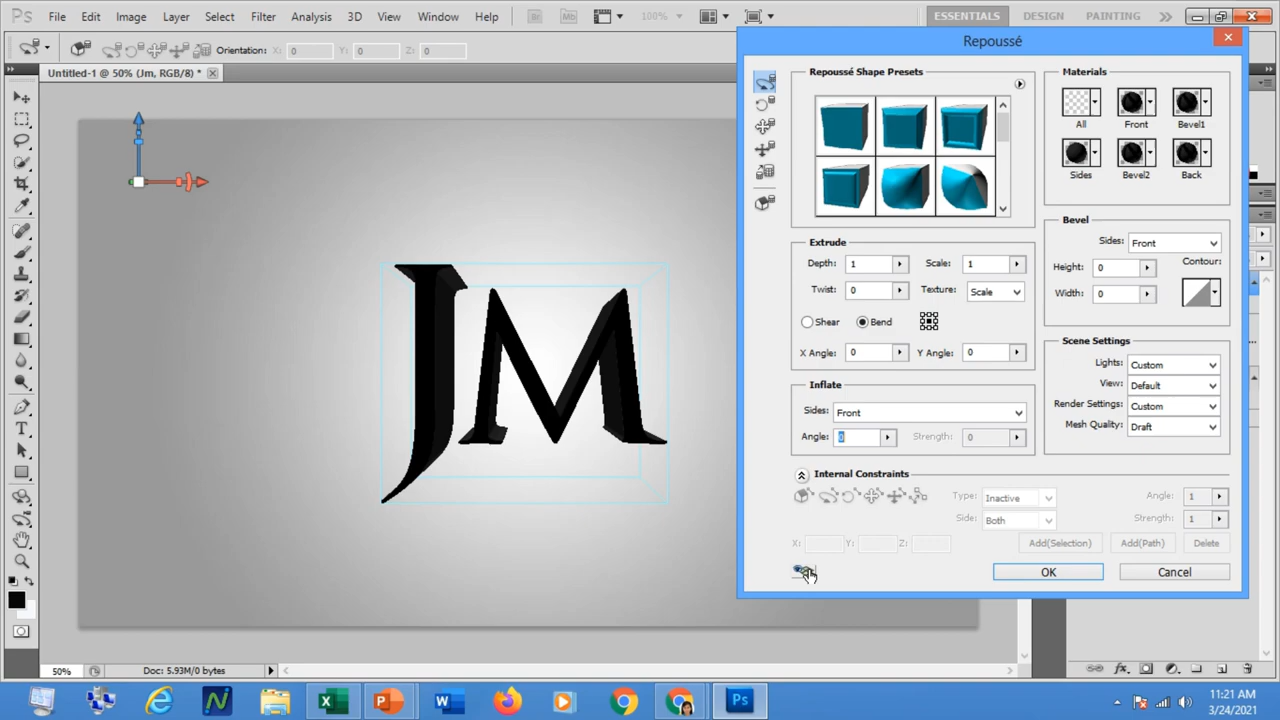 Ps File Edit Image Layer Select Filter Analysis 3D View Window Help Br Mb 100% ESSENTIALS DESIGN PAINTING
Orientation: X: 0 Y: 0 Z: 0
Untitled-1 @ 50% (Jm, RGB/8) *
Jm
50% Doc: 5.93M/0 bytes
Repoussé
Repoussé Shape Presets
Materials
All Front Bevel1
Sides Bevel2 Back
Extrude
Depth: 1 Scale: 1
Twist: 0 Texture: Scale
Shear Bend
X Angle: 0 Y Angle: 0
Bevel
Sides: Front
Height: 0 Contour:
Width: 0
Inflate
Sides: Front
Angle: 0 Strength: 0
Scene Settings
Lights: Custom
View: Default
Render Settings: Custom
Mesh Quality: Draft
Internal Constraints
Type: Inactive Angle: 1
Side: Both Strength: 1
X: Y: Z: Add(Selection) Add(Path) Delete
OK Cancel
fx
Ps
11:21 AM
3/24/2021